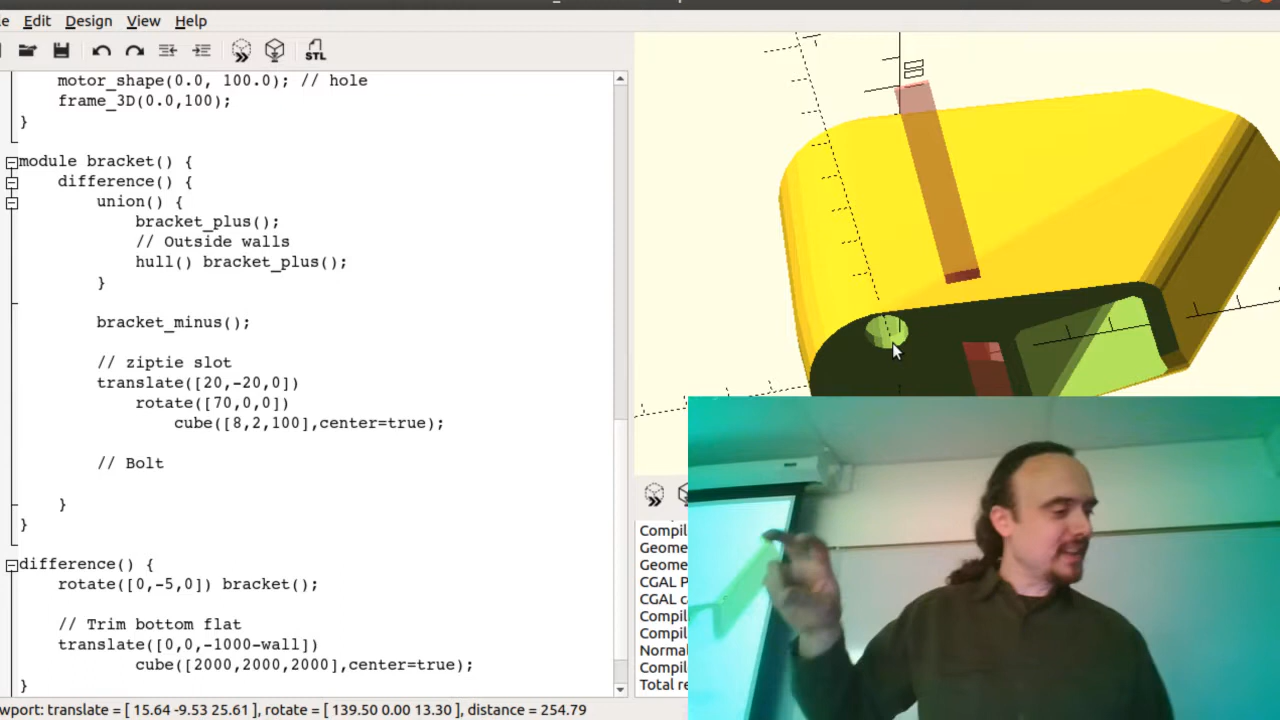 Edit Design View Help
STL
motor_shape(0.0, 100.0); // hole
frame_3D(0.0,100);
}
module bracket() {
difference() {
union() {
bracket_plus();
// Outside walls
hull() bracket_plus();
}
bracket_minus();
// ziptie slot
translate([20,-20,0])
rotate([70,0,0])
cube([8,2,100],center=true);
// Bolt
}
}
difference() {
rotate([0,-5,0]) bracket();
// Trim bottom flat
translate([0,0,-1000-wall])
cube([2000,2000,2000],center=true);
}
Compil
Geome
Geome
CGAL P
CGAL c
Compil
Compil
Normal
Compil
Total re
wport: translate = [ 15.64 -9.53 25.61 ], rotate = [ 139.50 0.00 13.30 ], distance = 254.79